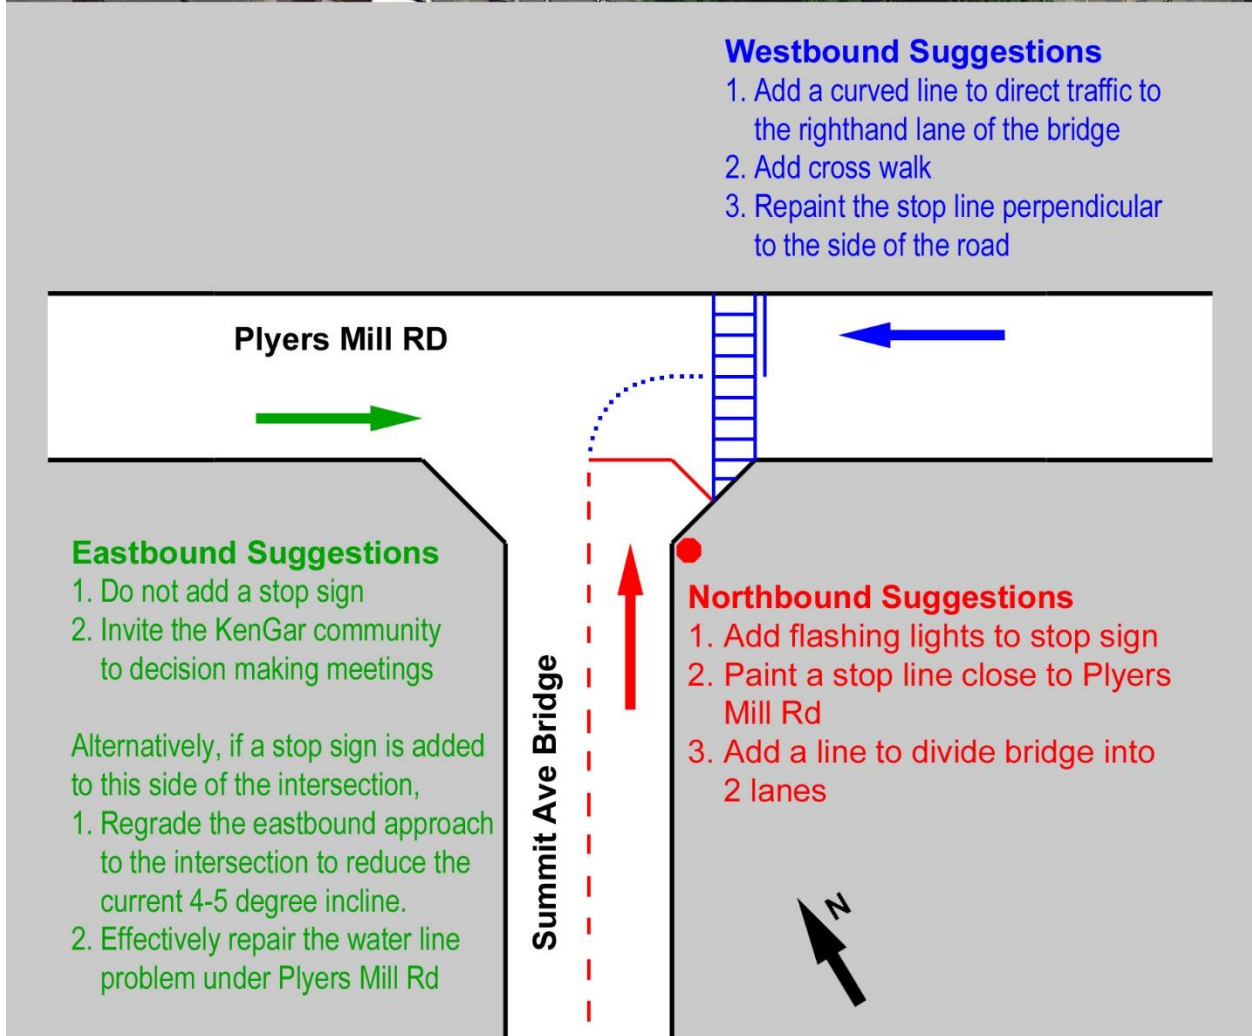 Westbound Suggestions
1. Add a curved line to direct traffic to
the righthand lane of the bridge
2. Add cross walk
3. Repaint the stop line perpendicular
to the side of the road
Plyers Mill RD
Eastbound Suggestions
1. Do not add a stop sign
2. Invite the KenGar community
to decision making meetings
Alternatively, if a stop sign is added
to this side of the intersection,
1. Regrade the eastbound approach
to the intersection to reduce the
current 4-5 degree incline.
2. Effectively repair the water line
problem under Plyers Mill Rd
Summit Ave Bridge
Northbound Suggestions
1. Add flashing lights to stop sign
2. Paint a stop line close to Plyers
Mill Rd
3. Add a line to divide bridge into
2 lanes
N